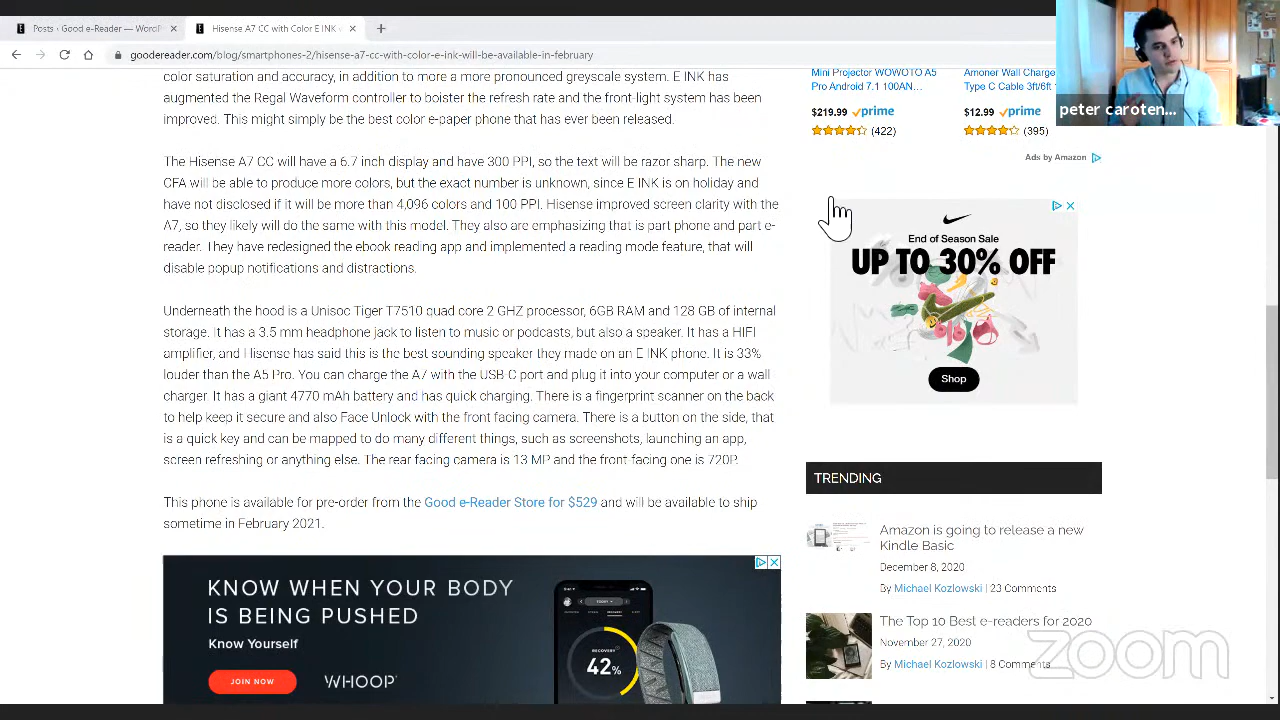 Posts ‹ Good e-Reader — WordP
Hisense A7 CC with Color E INK w
goodereader.com/blog/smartphones-2/hisense-a7-cc-with-color-e-ink-will-be-available-in-february
color saturation and accuracy, in addition to more a more advanced greyscale system. E INK has
augmented the Regal Waveform controller to speed up full page refreshes and the front-light system has been
improved. This might simply be a revision of Kaleido 1 and the exact name has never been released.
The Hisense A7 CC will have a 6.7 inch display and have 300 PPI, so the text will be razor sharp. The new
CFA will be able to produce more colors, but the exact number is unknown, since E INK is on holiday and
have not disclosed if it will be more than 4,096 colors and 100 PPI. Hisense improved screen clarity with the
A7, so they likely will do the same with this model. They also are emphasizing that is part phone and part e-
reader. They have redesigned the ebook reading app and implemented a reading mode feature, that will
disable popup notifications and distractions.
Underneath the hood is a Unisoc Tiger T7510 quad core 2 GHZ processor, 6GB RAM and 128 GB of internal
storage. It has a 3.5mm headphone jack to listen to music or podcasts, but also a speaker. It has a HIFI
amplifier, and Hisense has said this is the best sounding speaker they made on an E INK phone. It is 33%
louder than the A5 Pro. You can charge the A7 with the USB C port and plug it into your computer or a wall
charger. It has a giant 4770 mAh battery and has quick charging. There is a fingerprint scanner on the back
to help keep it secure and also Face Unlock with the front facing camera. There is a button on the side, that
is a quick key and can be mapped to do many different things, such as screenshots, launching an app,
screen refreshing or anything else. The rear facing camera is 13 MP and the front facing one is 720P.
This phone is available for pre-order from the Good e-Reader Store for $529 and will be available to ship
sometime in February 2021.
KNOW WHEN YOUR BODY
IS BEING PUSHED
Know Yourself
JOIN NOW
WHOOP
RECOVERY
42%
Mini Projector WOWOTO A5
Pro Android 7.1 100AN…
$219.99 prime
(422)
Amoner Wall Charge
Type C Cable 3ft/6ft
$12.99 prime
(395)
Ads by Amazon
End of Season Sale
UP TO 30% OFF
Shop
TRENDING
Amazon is going to release a new
Kindle Basic
December 8, 2020
By Michael Kozlowski | 23 Comments
The Top 10 Best e-readers for 2020
November 27, 2020
By Michael Kozlowski | 8 Comments
peter caroten...
zoom